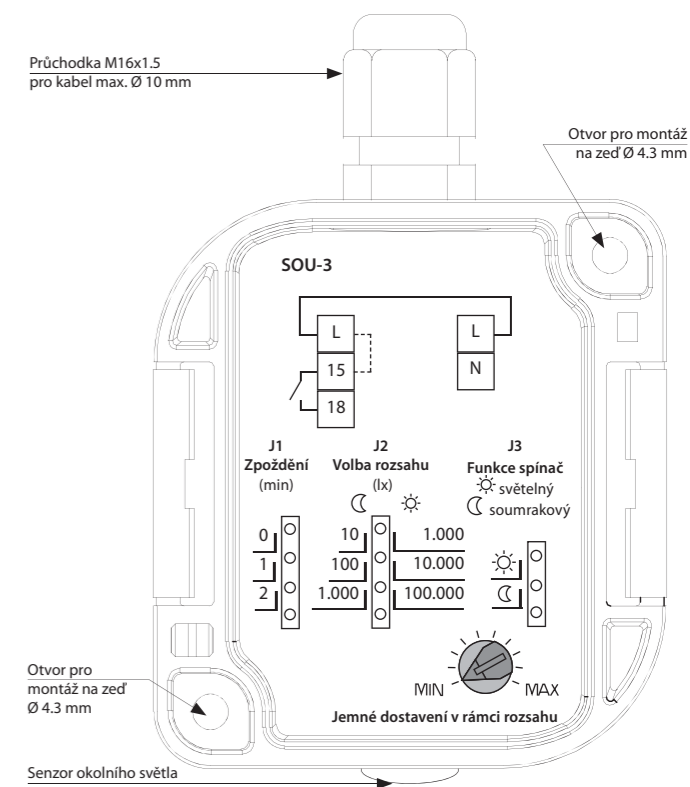 Průchodka M16x1.5
pro kabel max. Ø 10 mm
Otvor pro montáž
na zeď Ø 4.3 mm
SOU-3
L L
15 N
18
J1 J2 J3
Zpoždění Volba rozsahu Funkce spínač
(min) (lx) světelný
soumrakový
0 10 1.000
1 100 10.000
2 1.000 100.000
MIN MAX
Jemné dostavení v rámci rozsahu
Otvor pro
montáž na zeď
Ø 4.3 mm
Senzor okolního světla